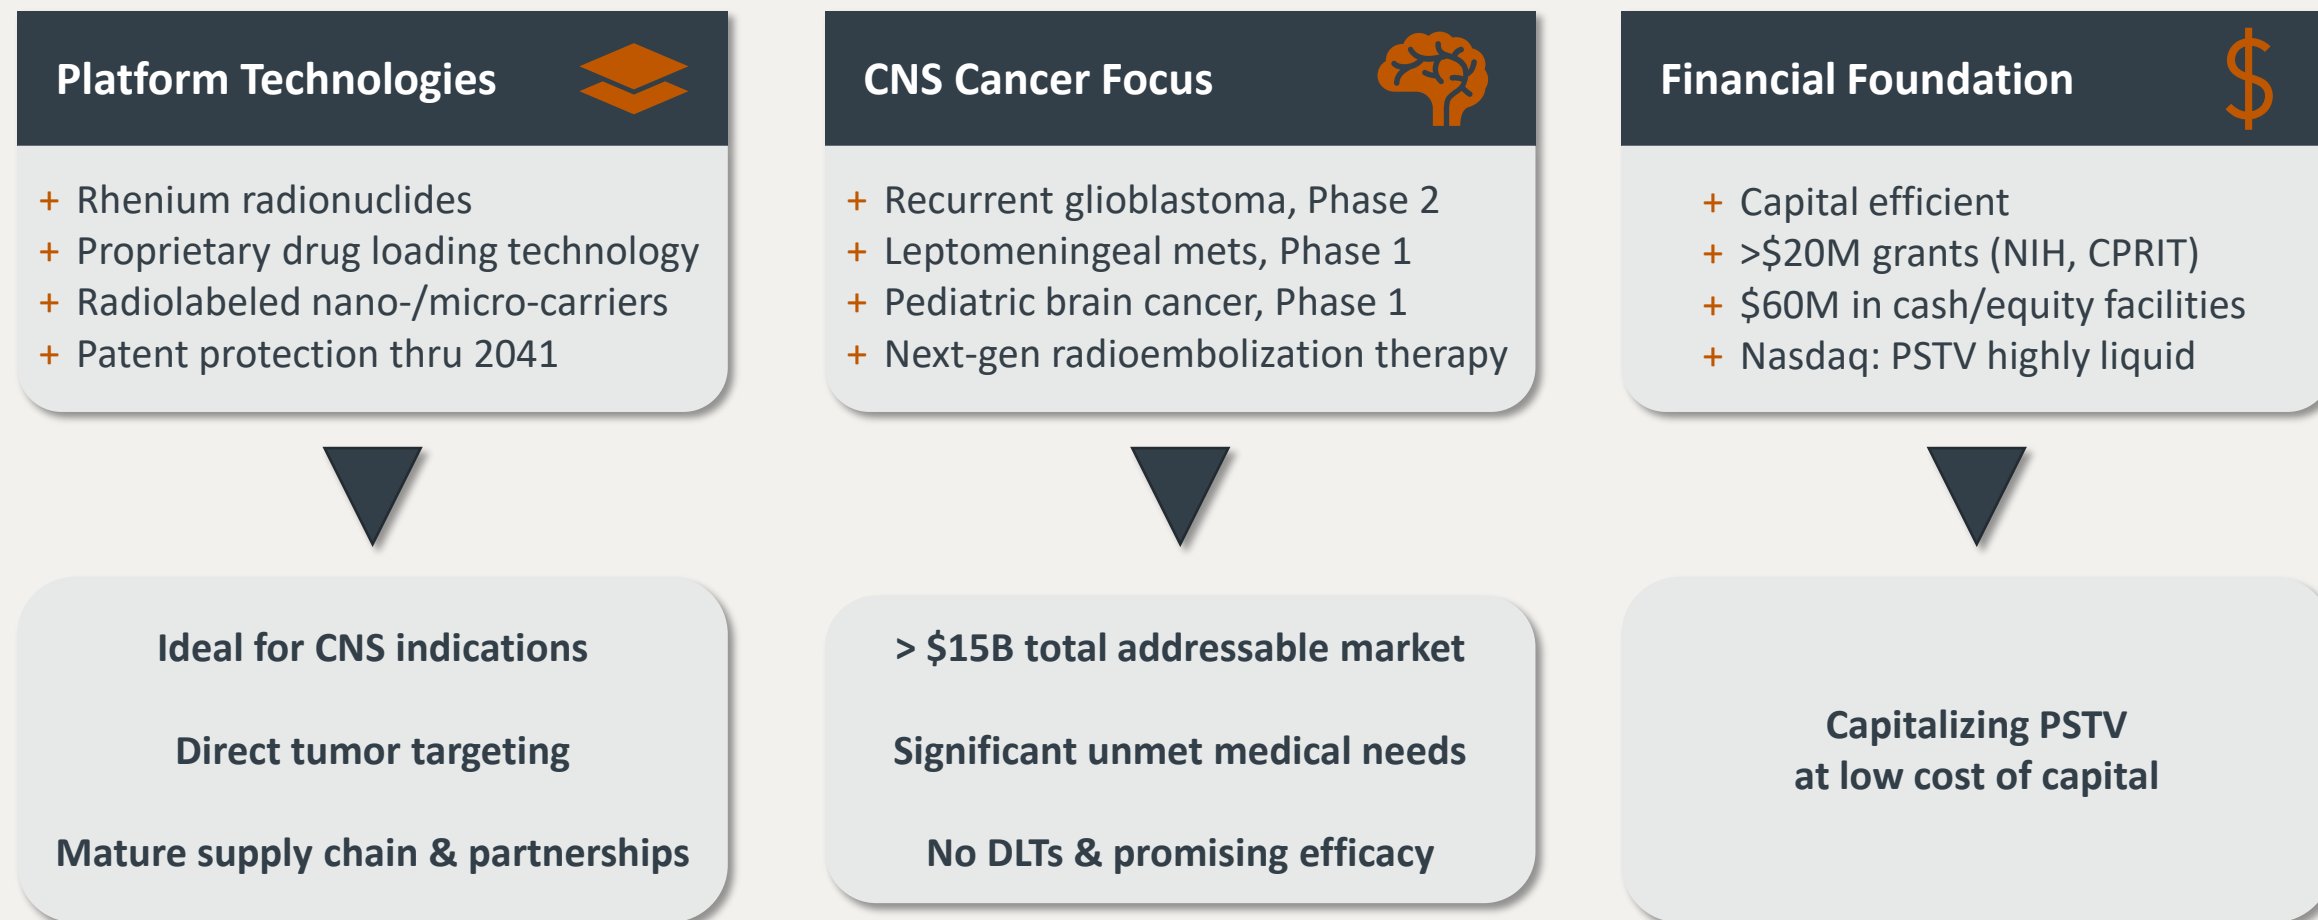 Platform Technologies
+ Rhenium radionuclides
+ Proprietary drug loading technology
+ Radiolabeled nano-/micro-carriers
+ Patent protection thru 2041
Ideal for CNS indications
Direct tumor targeting
Mature supply chain & partnerships
CNS Cancer Focus
+ Recurrent glioblastoma, Phase 2
+ Leptomeningeal mets, Phase 1
+ Pediatric brain cancer, Phase 1
+ Next-gen radioembolization therapy
> $15B total addressable market
Significant unmet medical needs
No DLTs & promising efficacy
Financial Foundation
$
+ Capital efficient
+ >$20M grants (NIH, CPRIT)
+ $60M in cash/equity facilities
+ Nasdaq: PSTV highly liquid
Capitalizing PSTV
at low cost of capital